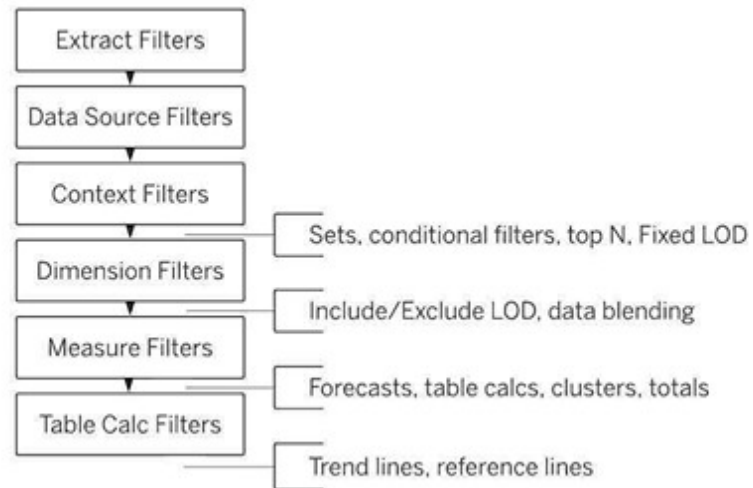 Extract Filters
Data Source Filters
Context Filters
Sets, conditional filters, top N, Fixed LOD
Dimension Filters
Include/Exclude LOD, data blending
Measure Filters
Forecasts, table calcs, clusters, totals
Table Calc Filters
Trend lines, reference lines